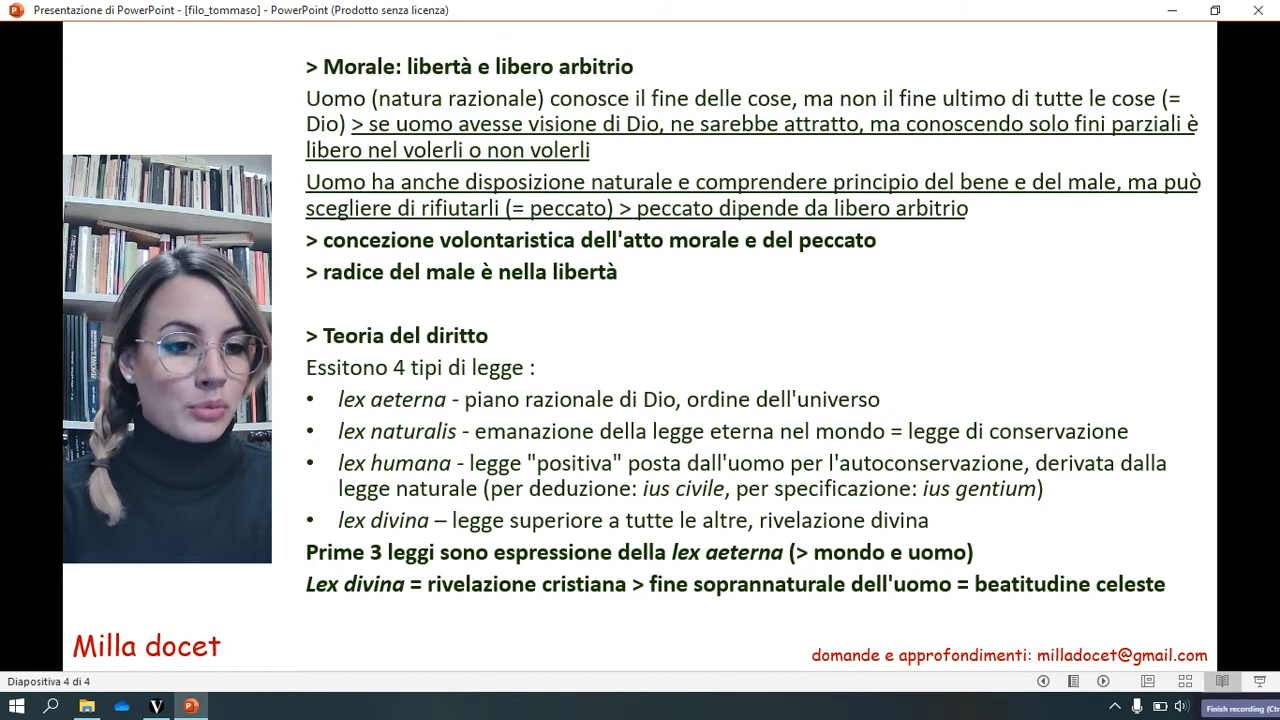 Presentazione di PowerPoint - [filo_tommaso] - PowerPoint (Prodotto senza licenza)
> Morale: libertà e libero arbitrio
Uomo (natura razionale) conosce il fine delle cose, ma non il fine ultimo di tutte le cose (=
Dio) > se uomo avesse visione di Dio, ne sarebbe attratto, ma conoscendo solo fini parziali è
libero nel volerli o non volerli
Uomo ha anche disposizione naturale e comprendere principio del bene e del male, ma può
scegliere di rifiutarli (= peccato) > peccato dipende da libero arbitrio
> concezione volontaristica dell'atto morale e del peccato
> radice del male è nella libertà
> Teoria del diritto
Essitono 4 tipi di legge :
• lex aeterna - piano razionale di Dio, ordine dell'universo
• lex naturalis - emanazione della legge eterna nel mondo = legge di conservazione
• lex humana - legge "positiva" posta dall'uomo per l'autoconservazione, derivata dalla
legge naturale (per deduzione: ius civile, per specificazione: ius gentium)
• lex divina – legge superiore a tutte le altre, rivelazione divina
Prime 3 leggi sono espressione della lex aeterna (> mondo e uomo)
Lex divina = rivelazione cristiana > fine soprannaturale dell'uomo = beatitudine celeste
Milla docet
domande e approfondimenti: milladocet@gmail.com
Diapositiva 4 di 4
Finish recording (Ctr